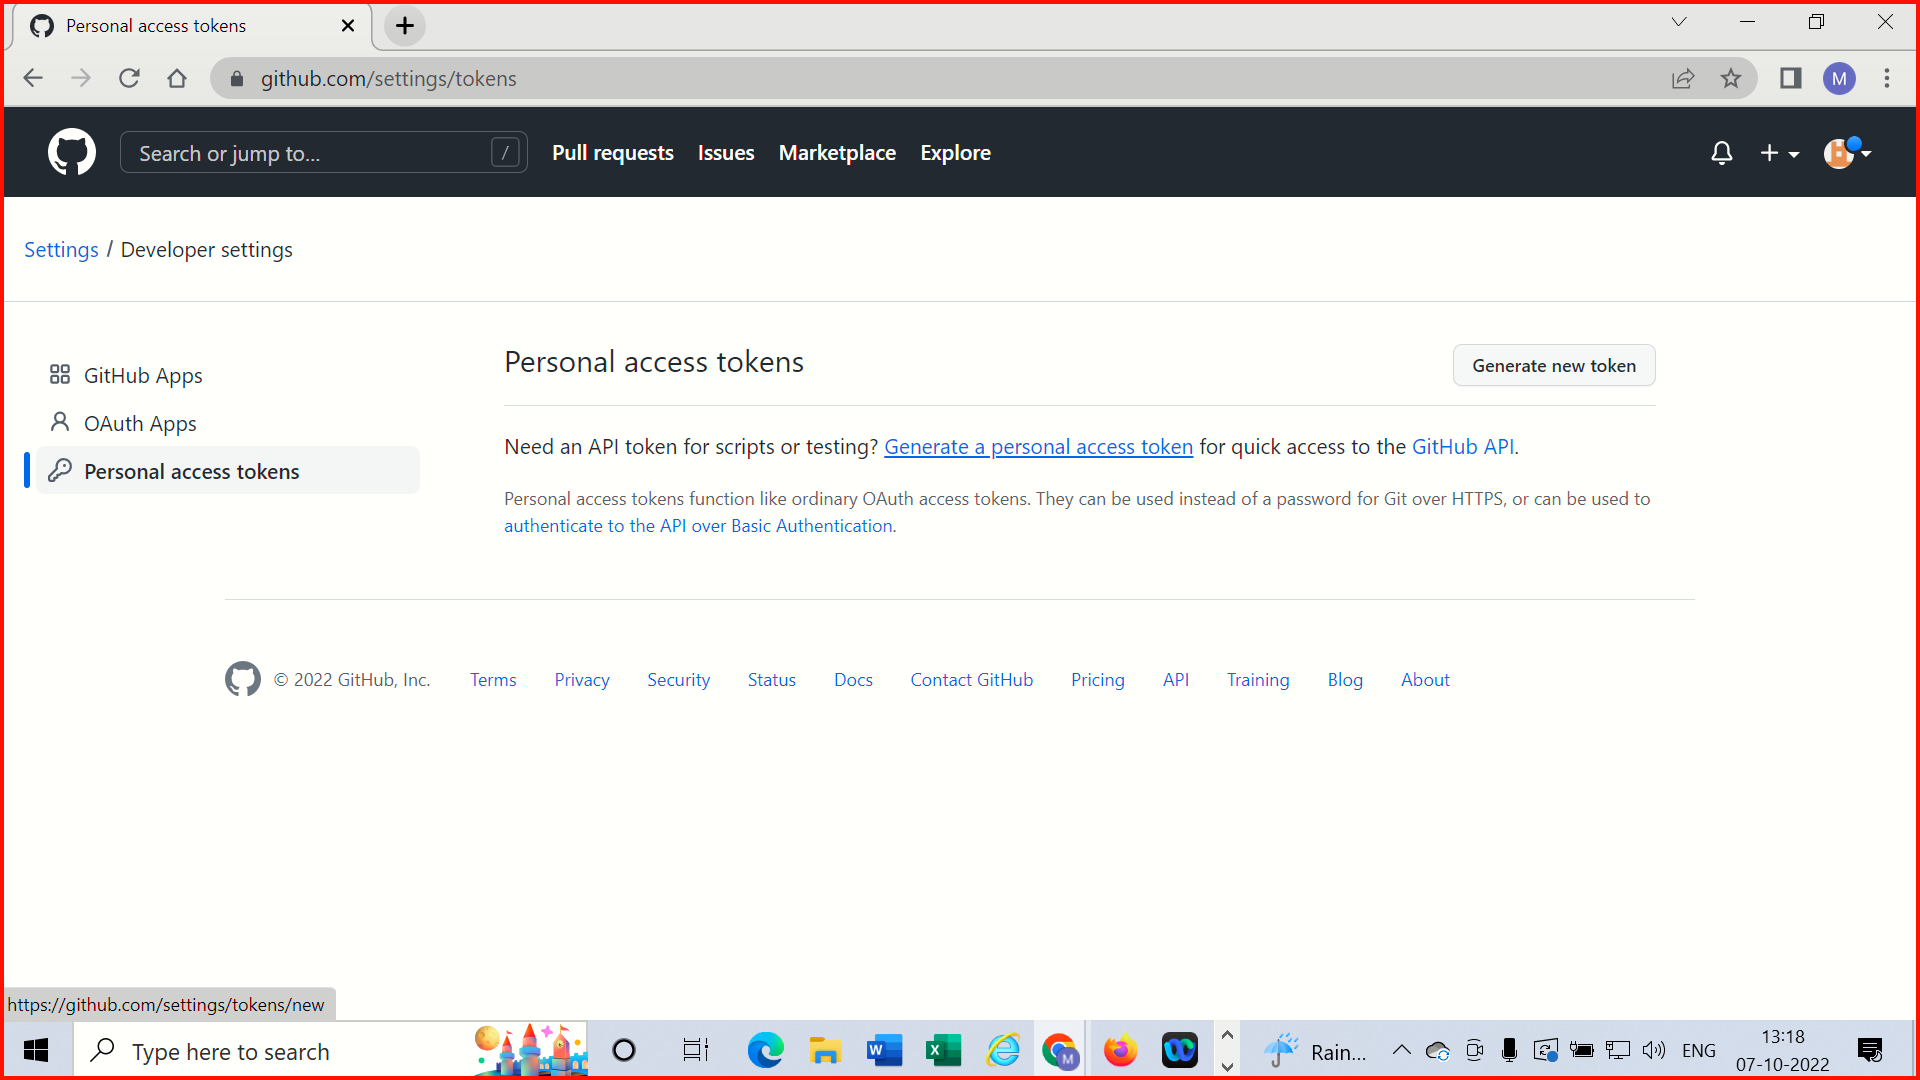 Personal access tokens
github.com/settings/tokens
M
Search or jump to... /
Pull requests Issues Marketplace Explore
Settings / Developer settings
GitHub Apps
OAuth Apps
Personal access tokens
Personal access tokens
Generate new token
Need an API token for scripts or testing? Generate a personal access token for quick access to the GitHub API.
Personal access tokens function like ordinary OAuth access tokens. They can be used instead of a password for Git over HTTPS, or can be used to
authenticate to the API over Basic Authentication.
© 2022 GitHub, Inc. Terms Privacy Security Status Docs Contact GitHub Pricing API Training Blog About
https://github.com/settings/tokens/new
Type here to search
W
X
M
Rain...
ENG
13:18
07-10-2022